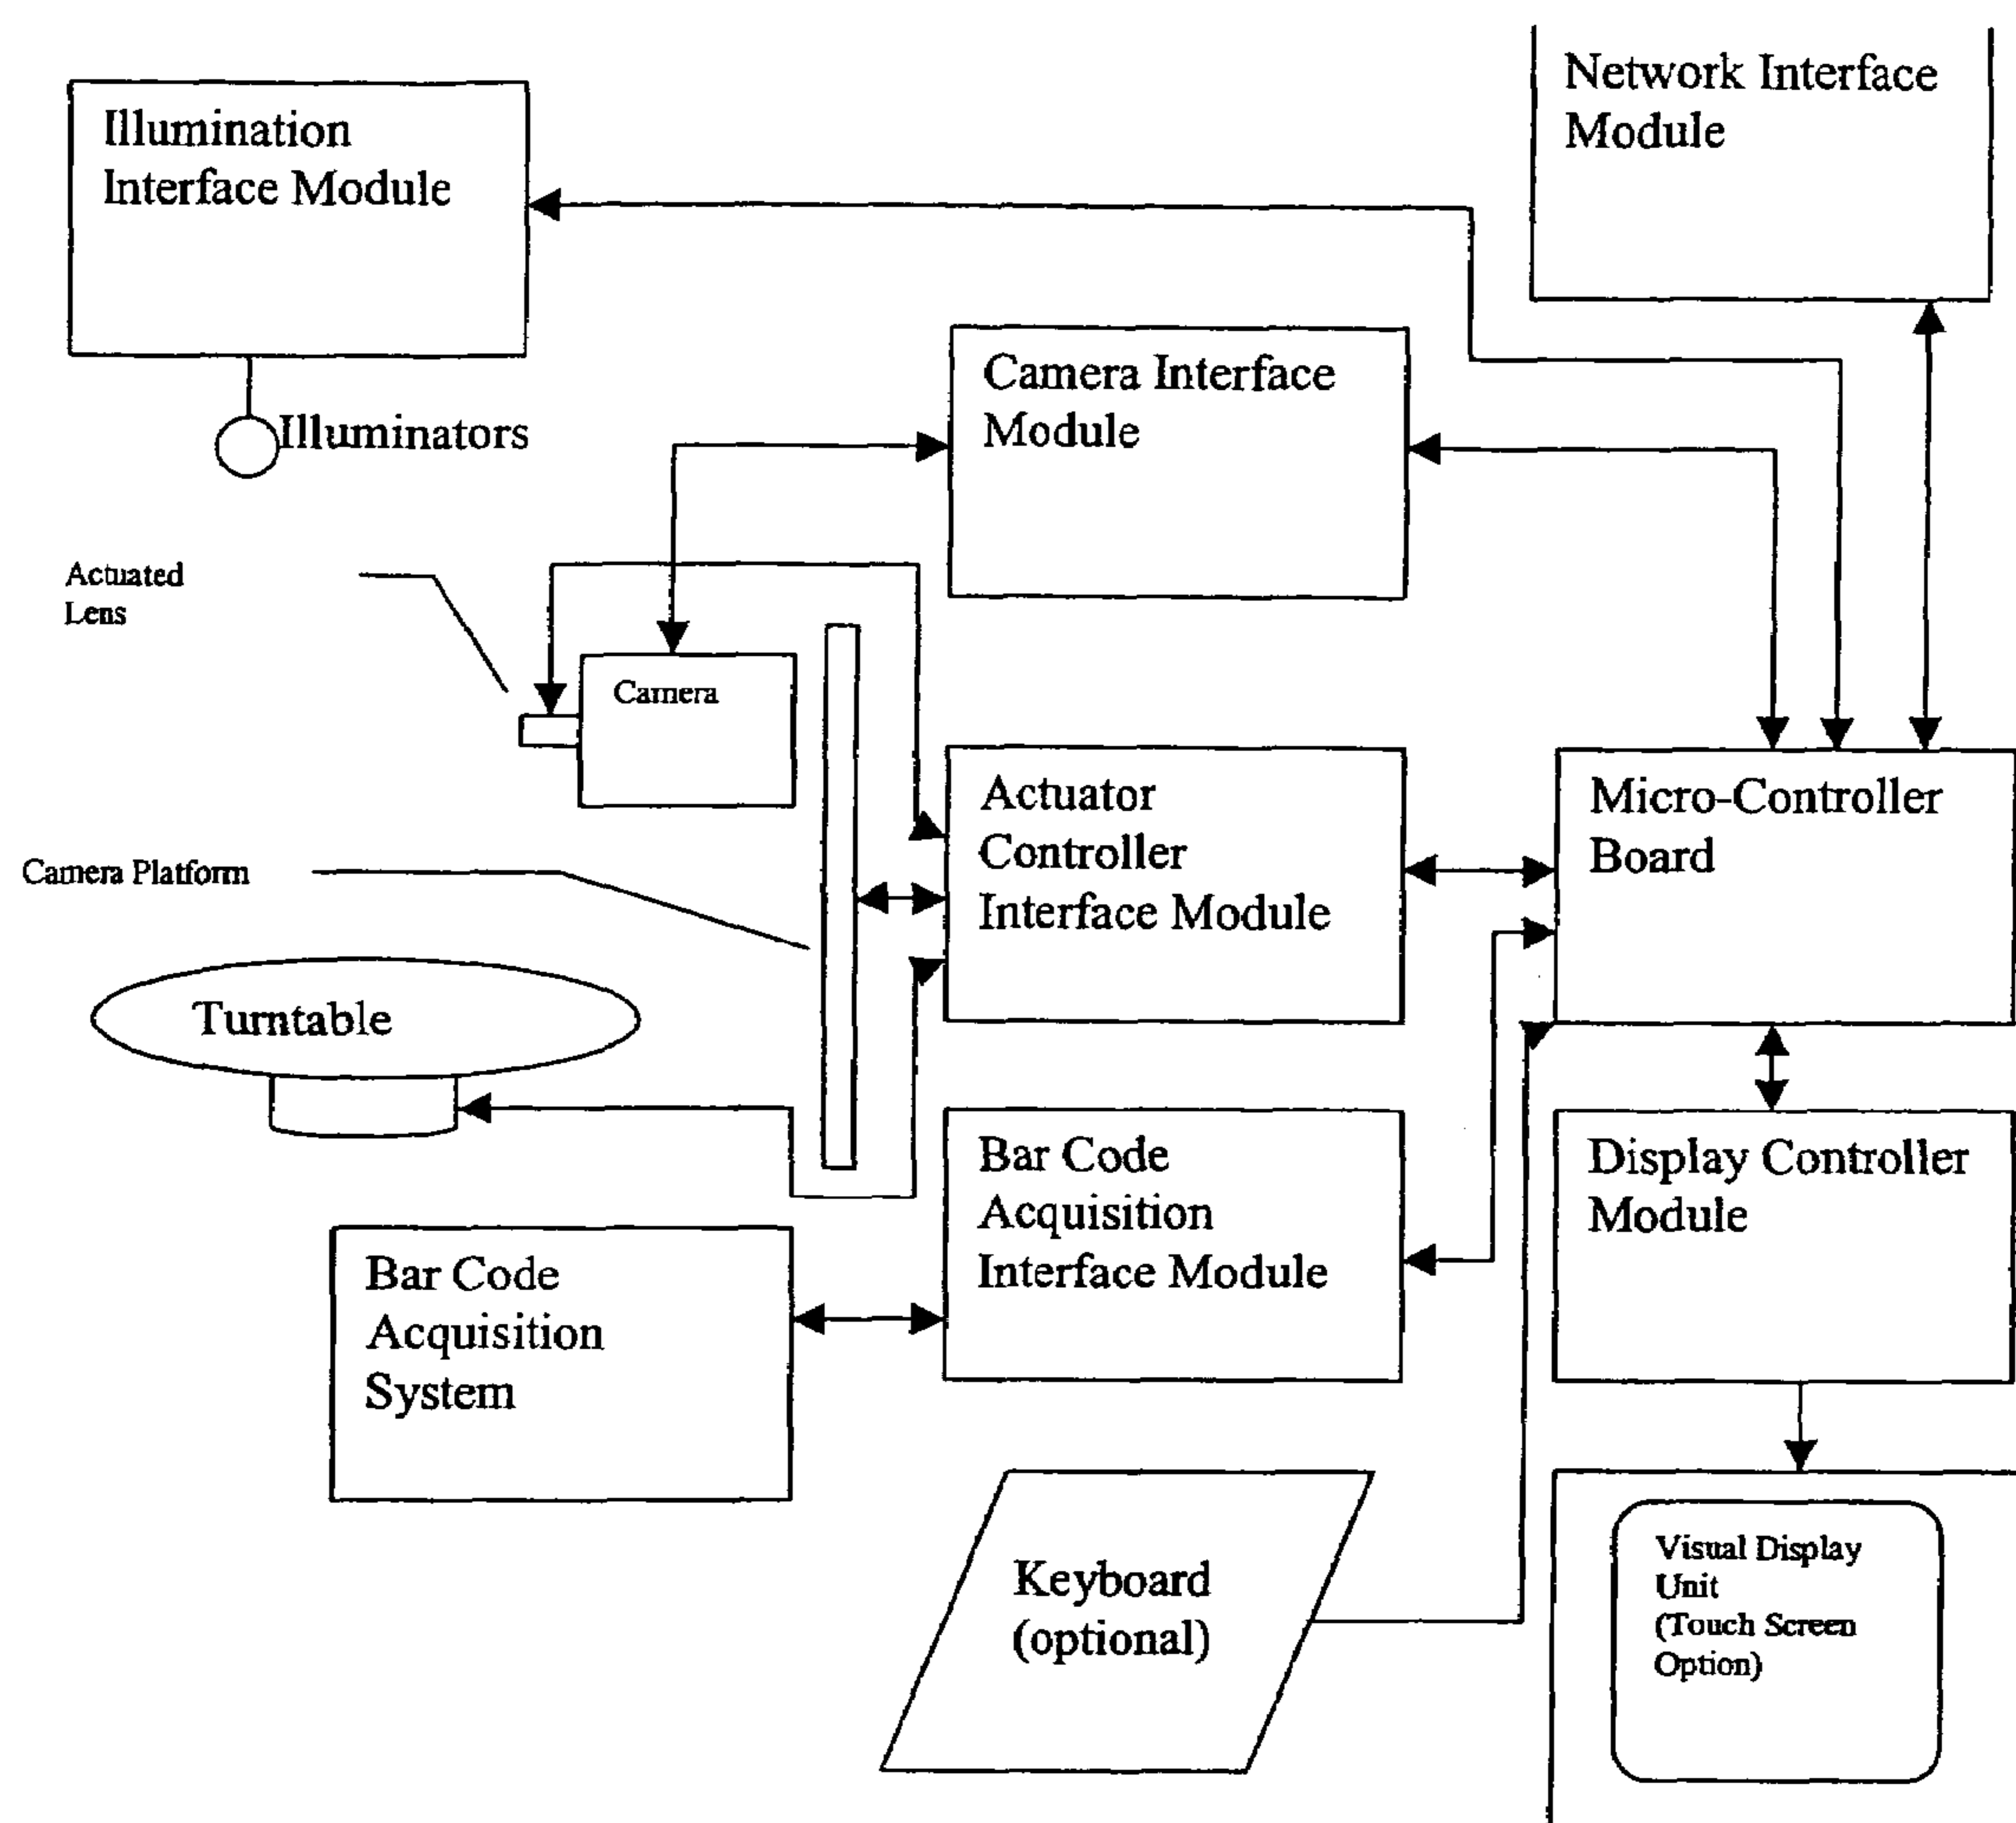 Network Interface
Module
Illumination
Interface Module
Camera Interface
Module
Illuminators
Actuated
Lens
Camera
Actuator
Controller
Interface Module
Micro-Controller
Board
Camera Platform
Turntable
Bar Code
Acquisition
Interface Module
Display Controller
Module
Bar Code
Acquisition
System
Keyboard
(optional)
Visual Display
Unit
(Touch Screen
Option)